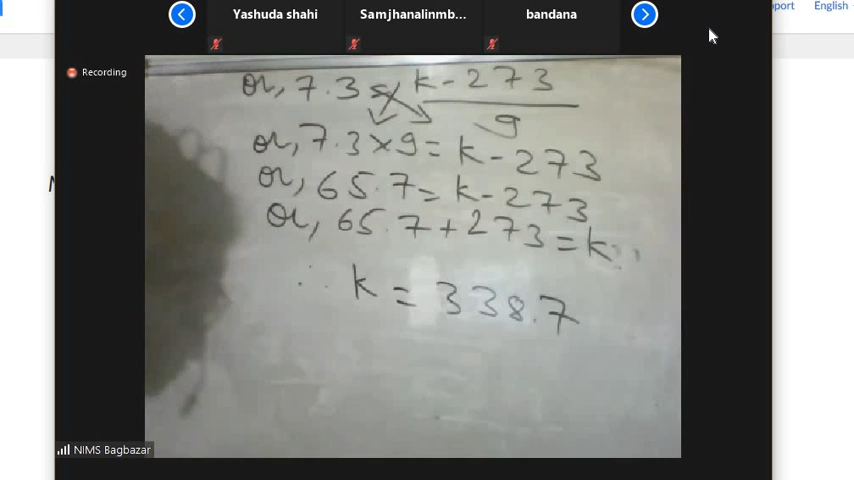 Yashuda shahi
Samjhanalinmb...
bandana
port
English
Recording
or, 7.3 = k - 273
9
or, 7.3 × 9 = k - 273
or, 65.7 = k - 273
or, 65.7 + 273 = k
∴ k = 338.7
NIMS Bagbazar